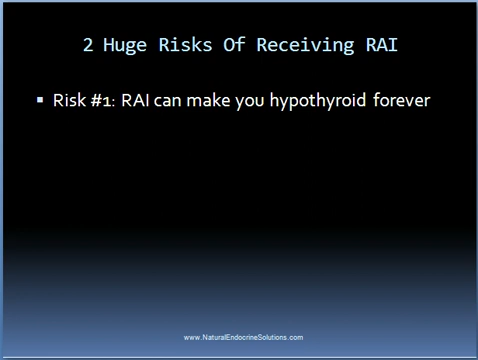 2 Huge Risks Of Receiving RAI
▪ Risk #1: RAI can make you hypothyroid forever
www.NaturalEndocrineSolutions.com